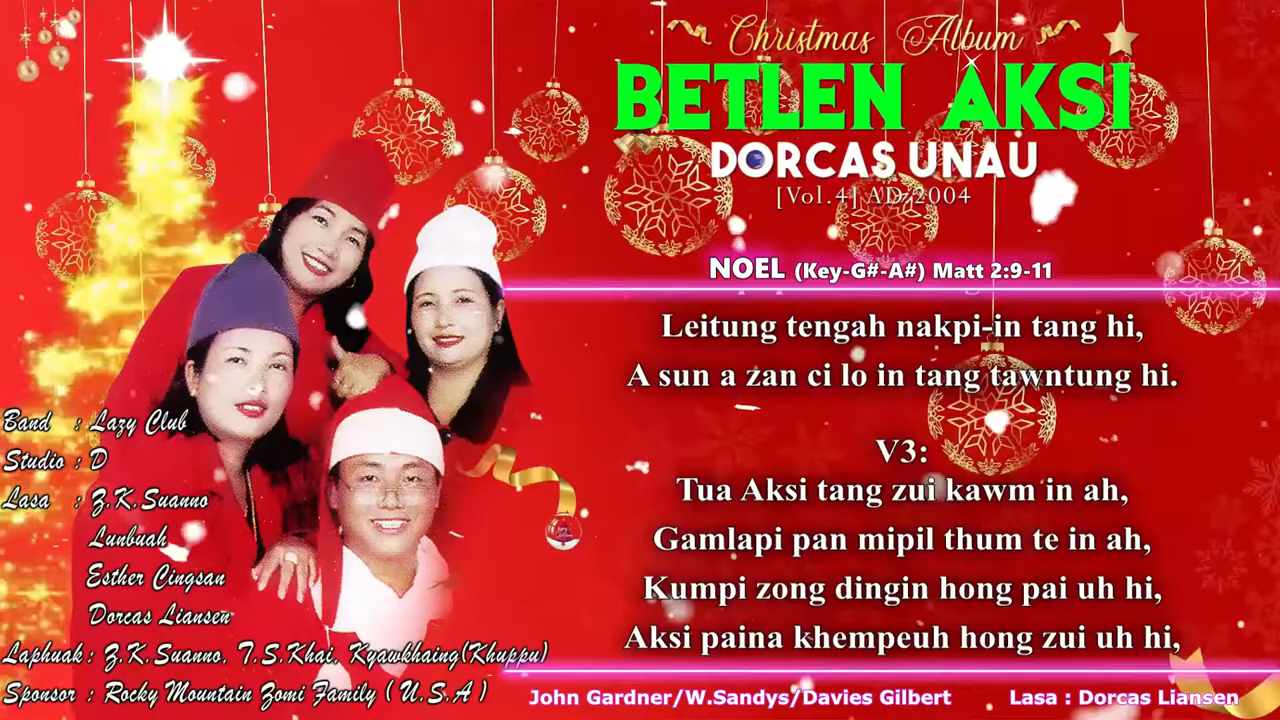 Christmas Album
BETLEN AKSI
DORCAS UNAU
[Vol.4] AD/2004
NOEL (Key-G#-A#) Matt 2:9-11
Leitung tengah nakpi-in tang hi,
A sun a zan ci lo in tang tawntung hi.
V3:
Tua Aksi tang zui kawm in ah,
Gamlapi pan mipil thum te in ah,
Kumpi zong dingin hong pai uh hi,
Aksi paina khempeuh hong zui uh hi,
Band : Lazy Club
Studio : D
Lasa : Z.K.Suanno
Lunbuah
Esther Cingsan
Dorcas Liansen
Laphuak : Z.K.Suanno, T.S.Khai, Kyawkhaing(Khuppu)
Sponsor : Rocky Mountain Zomi Family ( U.S.A )
John Gardner/W.Sandys/Davies Gilbert
Lasa : Dorcas Liansen